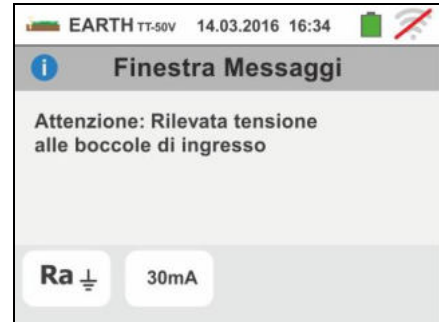 EARTH TT-50V 14.03.2016 16:34
Finestra Messaggi
Attenzione: Rilevata tensione
alle boccole di ingresso
Ra 30mA